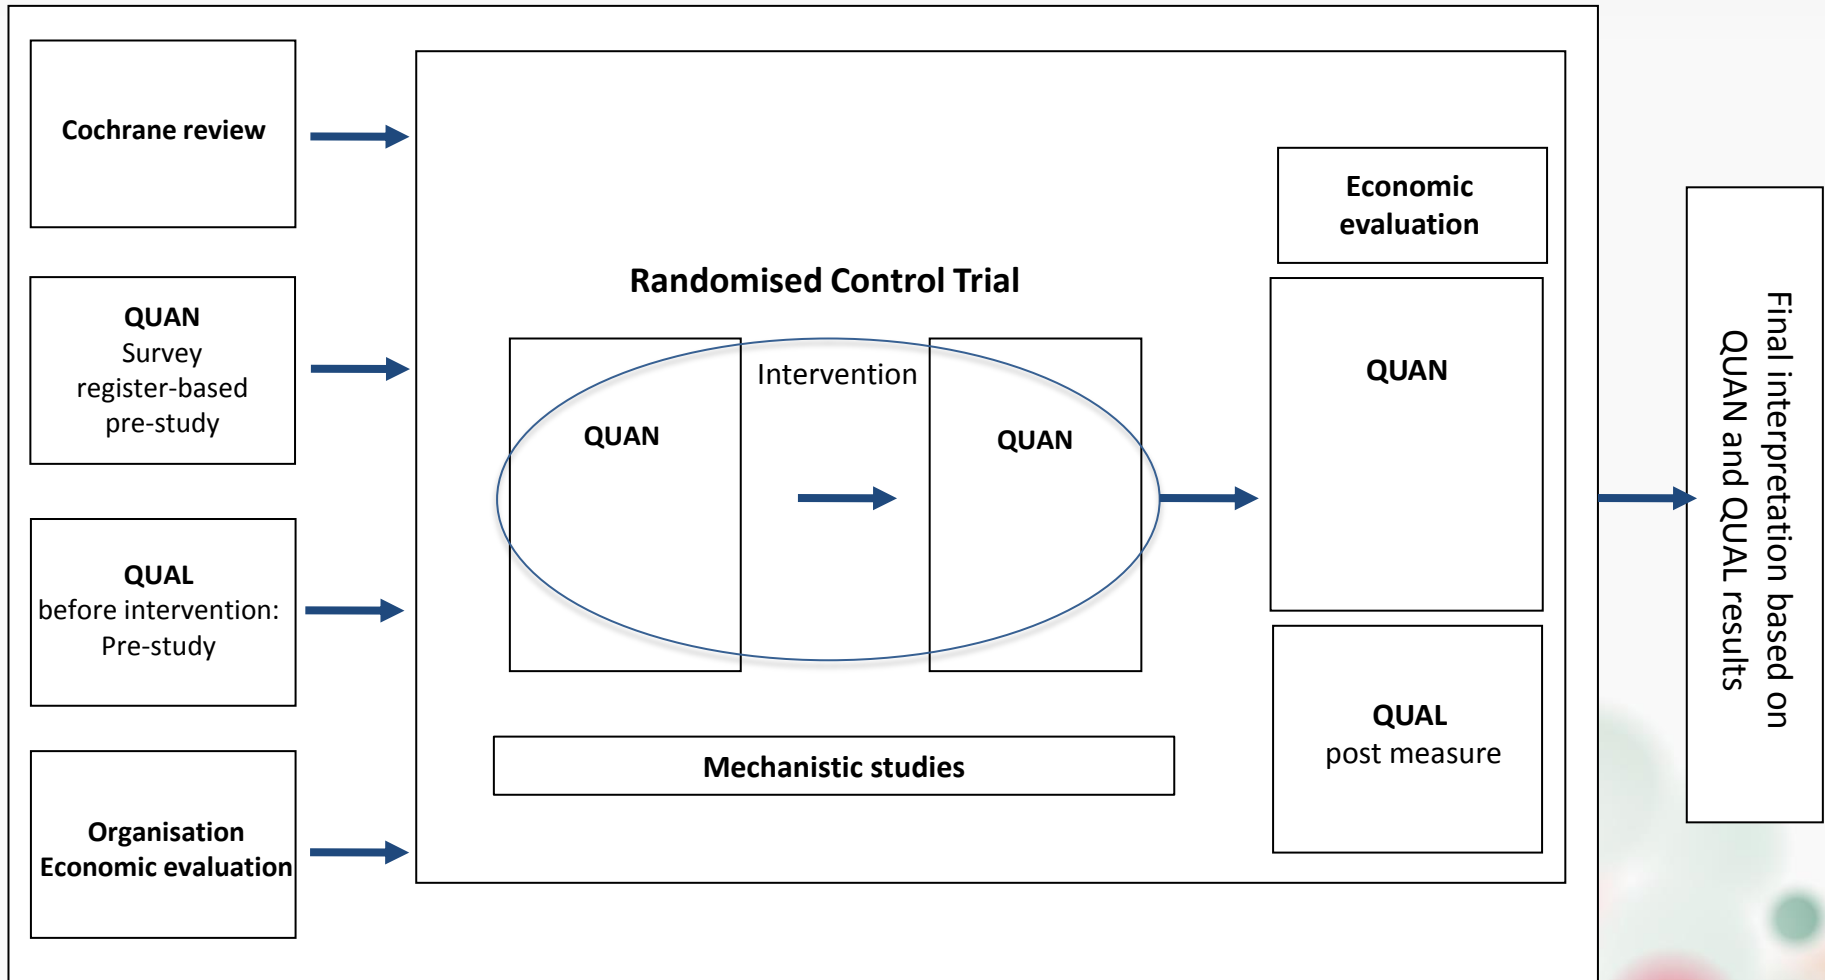 Cochrane review
QUAN
Survey
register-based
pre-study
QUAL
before intervention:
Pre-study
Organisation
Economic evaluation
Randomised Control Trial
Intervention
QUAN
QUAN
Mechanistic studies
Economic
evaluation
QUAN
QUAL
post measure
Final interpretation based on
QUAN and QUAL results